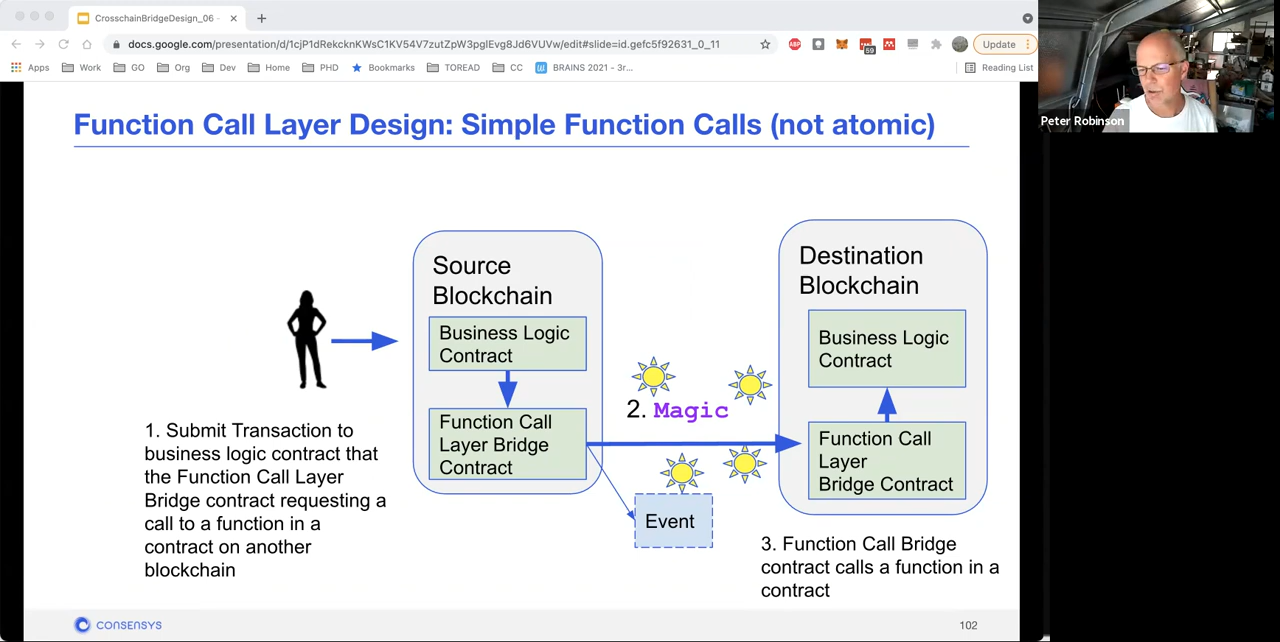 CrosschainBridgeDesign_06
docs.google.com/presentation/d/1cjP1dRekcknKWsC1KV54V7zutZpW3pglEvg8Jd6VUVw/edit#slide=id.gefc5f92631_0_11
ABP
59
Update
Apps
Work
GO
Org
Dev
Home
PHD
Bookmarks
TOREAD
CC
BRAINS 2021 - 3r...
Reading List
Peter Robinson
Function Call Layer Design: Simple Function Calls (not atomic)
Source
Blockchain
Business Logic
Contract
Function Call
Layer Bridge
Contract
1. Submit Transaction to
business logic contract that
the Function Call Layer
Bridge contract requesting a
call to a function in a
contract on another
blockchain
2. Magic
Event
Destination
Blockchain
Business Logic
Contract
Function Call
Layer
Bridge Contract
3. Function Call Bridge
contract calls a function in a
contract
CONSENSYS
102